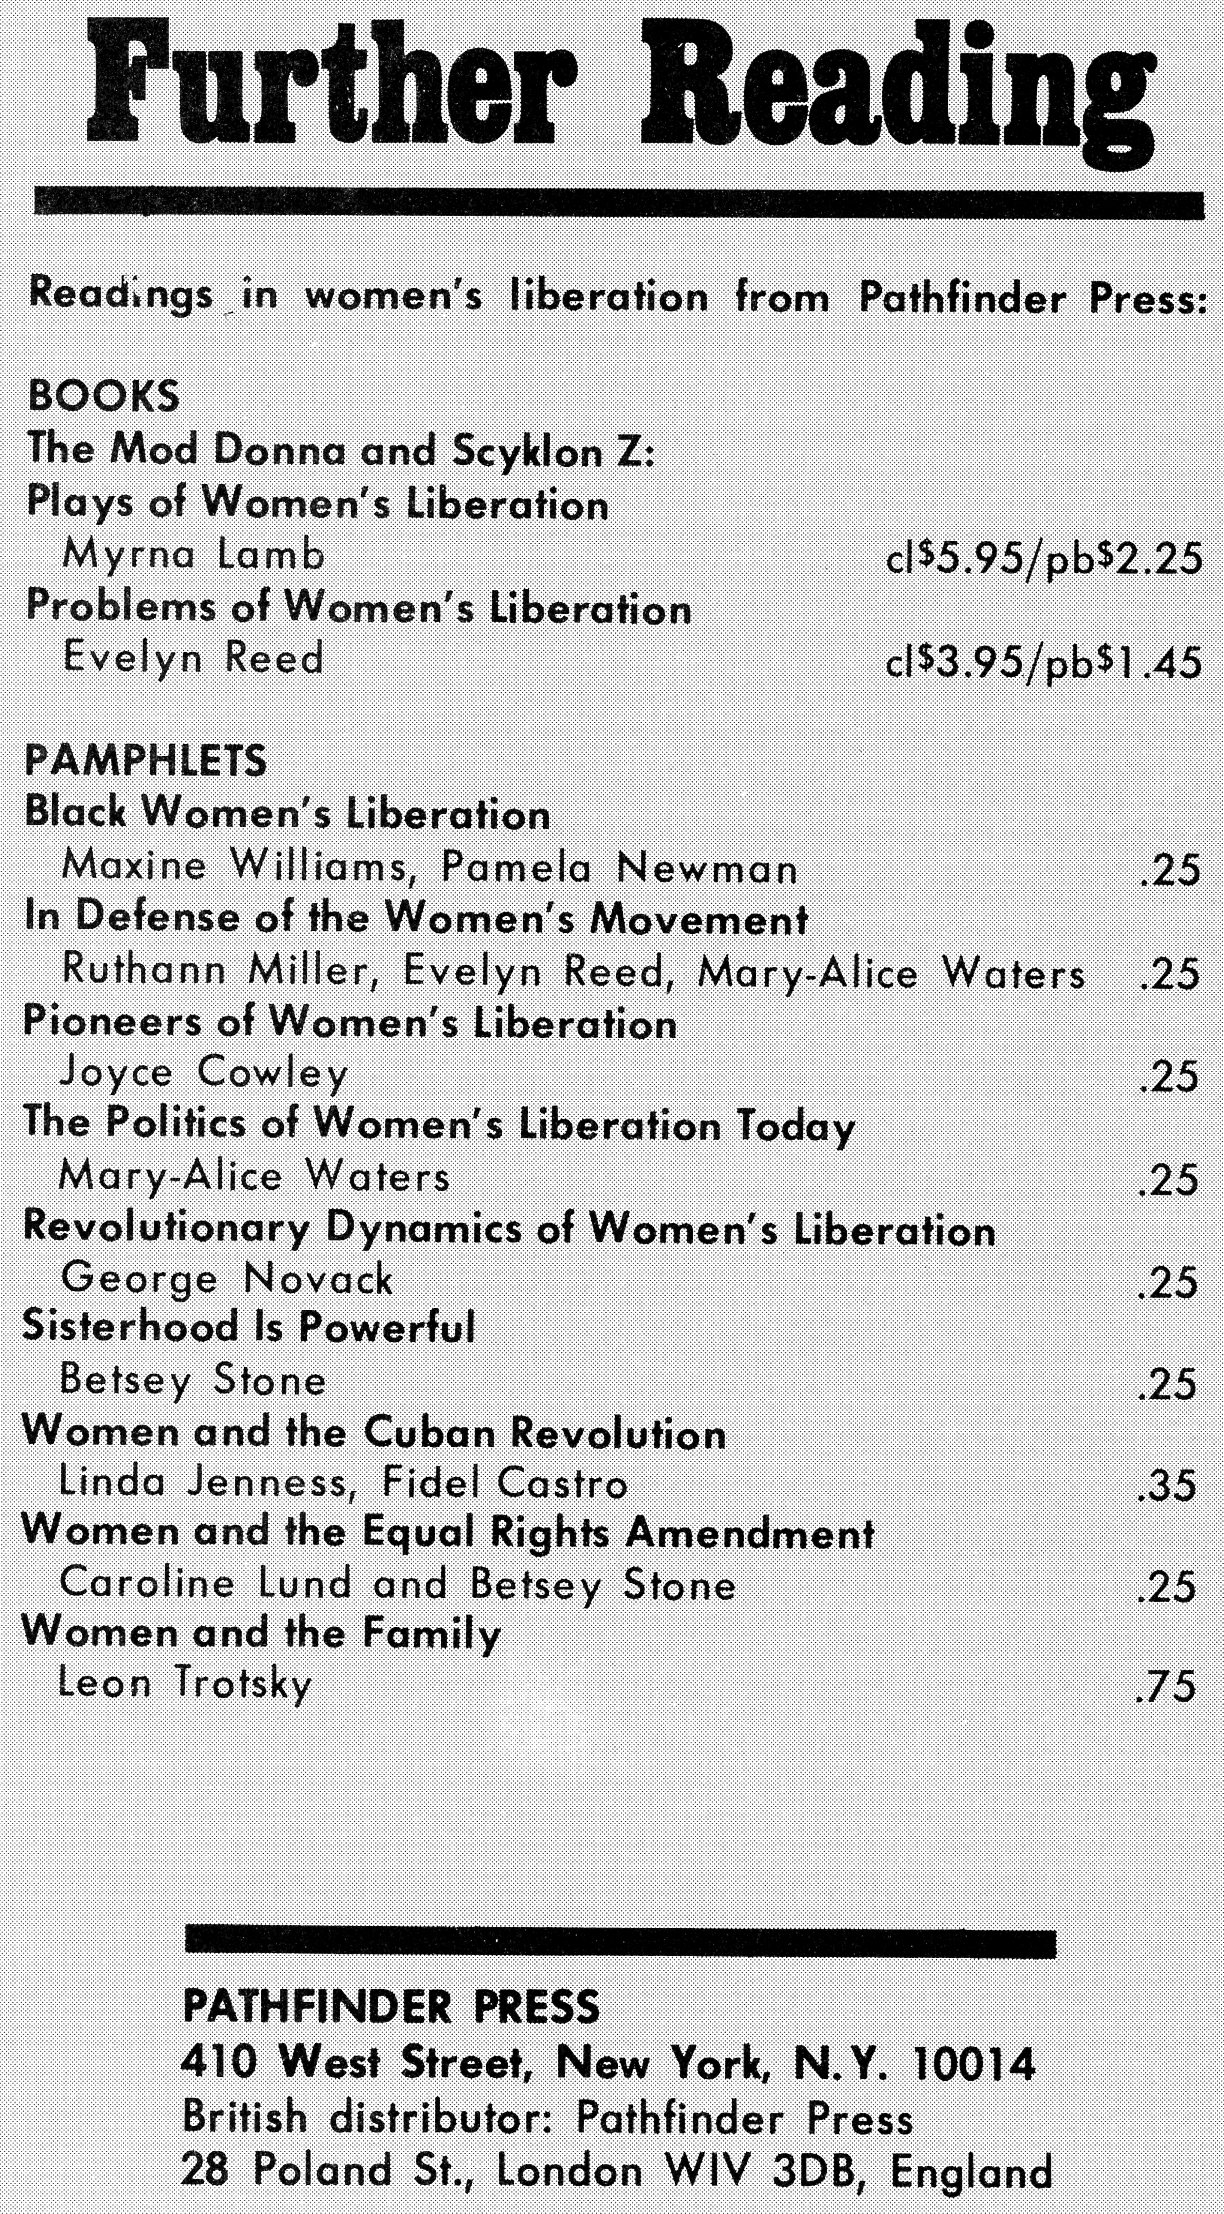 Further Reading
Readings in women's liberation from Pathfinder Press:
BOOKS
The Mod Donna and Scyklon Z:
Plays of Women's Liberation
Myrna Lamb cl$5.95/pb$2.25
Problems of Women's Liberation
Evelyn Reed cl$3.95/pb$1.45
PAMPHLETS
Black Women's Liberation
Maxine Williams, Pamela Newman .25
In Defense of the Women's Movement
Ruthann Miller, Evelyn Reed, Mary-Alice Waters .25
Pioneers of Women's Liberation
Joyce Cowley .25
The Politics of Women's Liberation Today
Mary-Alice Waters .25
Revolutionary Dynamics of Women's Liberation
George Novack .25
Sisterhood Is Powerful
Betsey Stone .25
Women and the Cuban Revolution
Linda Jenness, Fidel Castro .35
Women and the Equal Rights Amendment
Caroline Lund and Betsey Stone .25
Women and the Family
Leon Trotsky .75
PATHFINDER PRESS
410 West Street, New York, N.Y. 10014
British distributor: Pathfinder Press
28 Poland St., London WIV 3DB, England